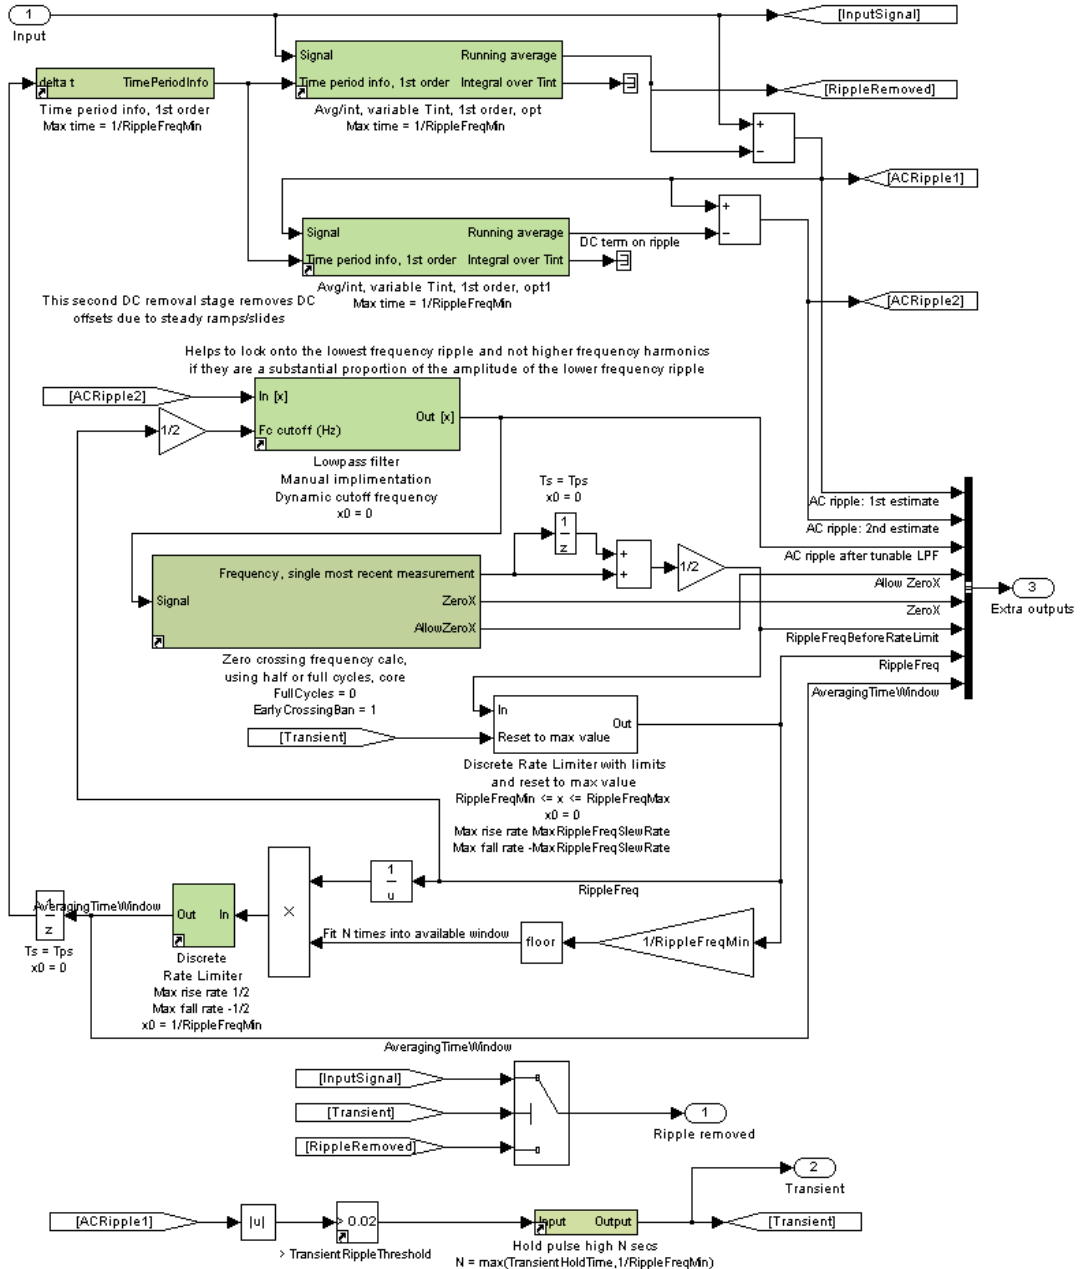 1
Input
[InputSignal]
Signal
Running average
delta t
TimePeriodInfo
Time period info, 1st order
Integral over Tint
[RippleRemoved]
Time period info, 1st order
Max time = 1/RippleFreqMin
Avg/int, variable Tint, 1st order, opt
Max time = 1/RippleFreqMin
+
−
[ACRipple1]
+
−
Signal
Running average
DC term on ripple
Time period info, 1st order
Integral over Tint
Avg/int, variable Tint, 1st order, opt1
Max time = 1/RippleFreqMin
This second DC removal stage removes DC
offsets due to steady ramps/slides
[ACRipple2]
Helps to lock onto the lowest frequency ripple and not higher frequency harmonics
if they are a substantial proportion of the amplitude of the lower frequency ripple
[ACRipple2]
In [x]
Out [x]
1/2
Fc cutoff (Hz)
Lowpass filter
Manual implimentation
Dynamic cutoff frequency
x0 = 0
Ts = Tps
x0 = 0
1
z
+
+
1/2
AC ripple: 1st estimate
AC ripple: 2nd estimate
AC ripple after tunable LPF
Allow ZeroX
ZeroX
RippleFreqBeforeRateLimit
RippleFreq
AveragingTimeWindow
3
Extra outputs
Frequency, single most recent measurement
Signal
ZeroX
AllowZeroX
Zero crossing frequency calc,
using half or full cycles, core
FullCycles = 0
EarlyCrossingBan = 1
[Transient]
In
Out
Reset to max value
Discrete Rate Limiter with limits
and reset to max value
RippleFreqMin <= x <= RippleFreqMax
x0 = 0
Max rise rate MaxRippleFreqSlewRate
Max fall rate -MaxRippleFreqSlewRate
1
u
RippleFreq
×
1
z
AveragingTimeWindow
Ts = Tps
x0 = 0
Out
In
Discrete
Rate Limiter
Max rise rate 1/2
Max fall rate -1/2
x0 = 1/RippleFreqMin
Fit N times into available window
floor
1/RippleFreqMin
AveragingTimeWindow
[InputSignal]
[Transient]
[RippleRemoved]
1
Ripple removed
2
Transient
[ACRipple1]
|u|
> 0.02
> TransientRippleThreshold
Input
Output
Hold pulse high N secs
N = max(TransientHoldTime,1/RippleFreqMin)
[Transient]